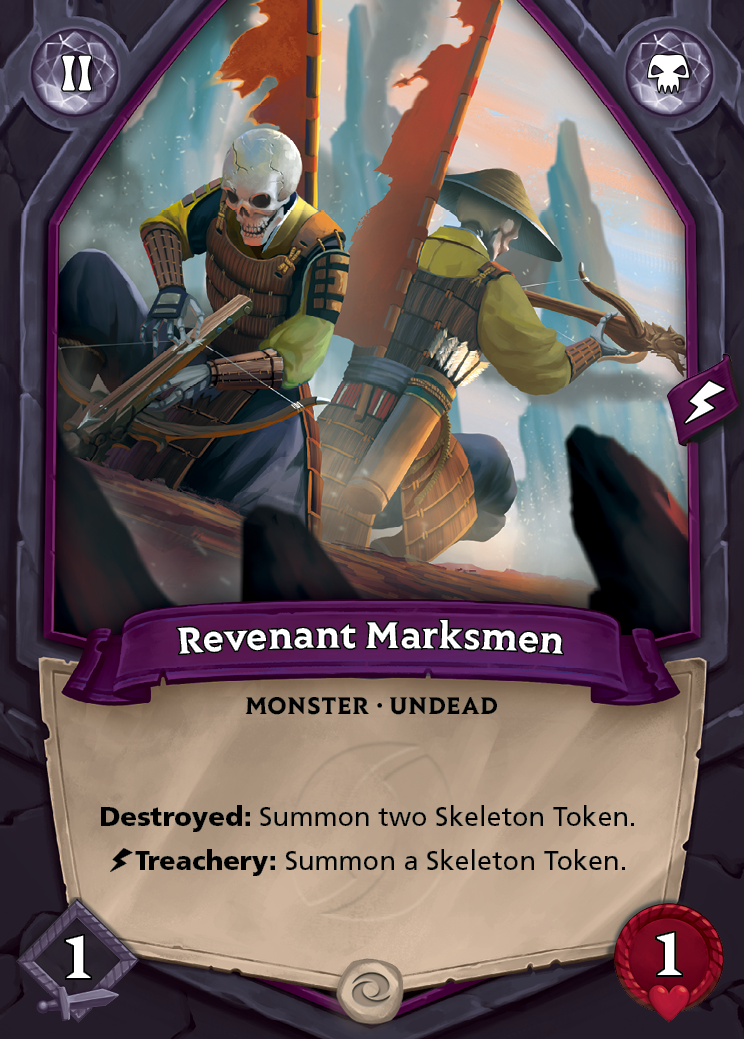 II
Revenant Marksmen
MONSTER · UNDEAD
Destroyed: Summon two Skeleton Token.
Treachery: Summon a Skeleton Token.
1
1